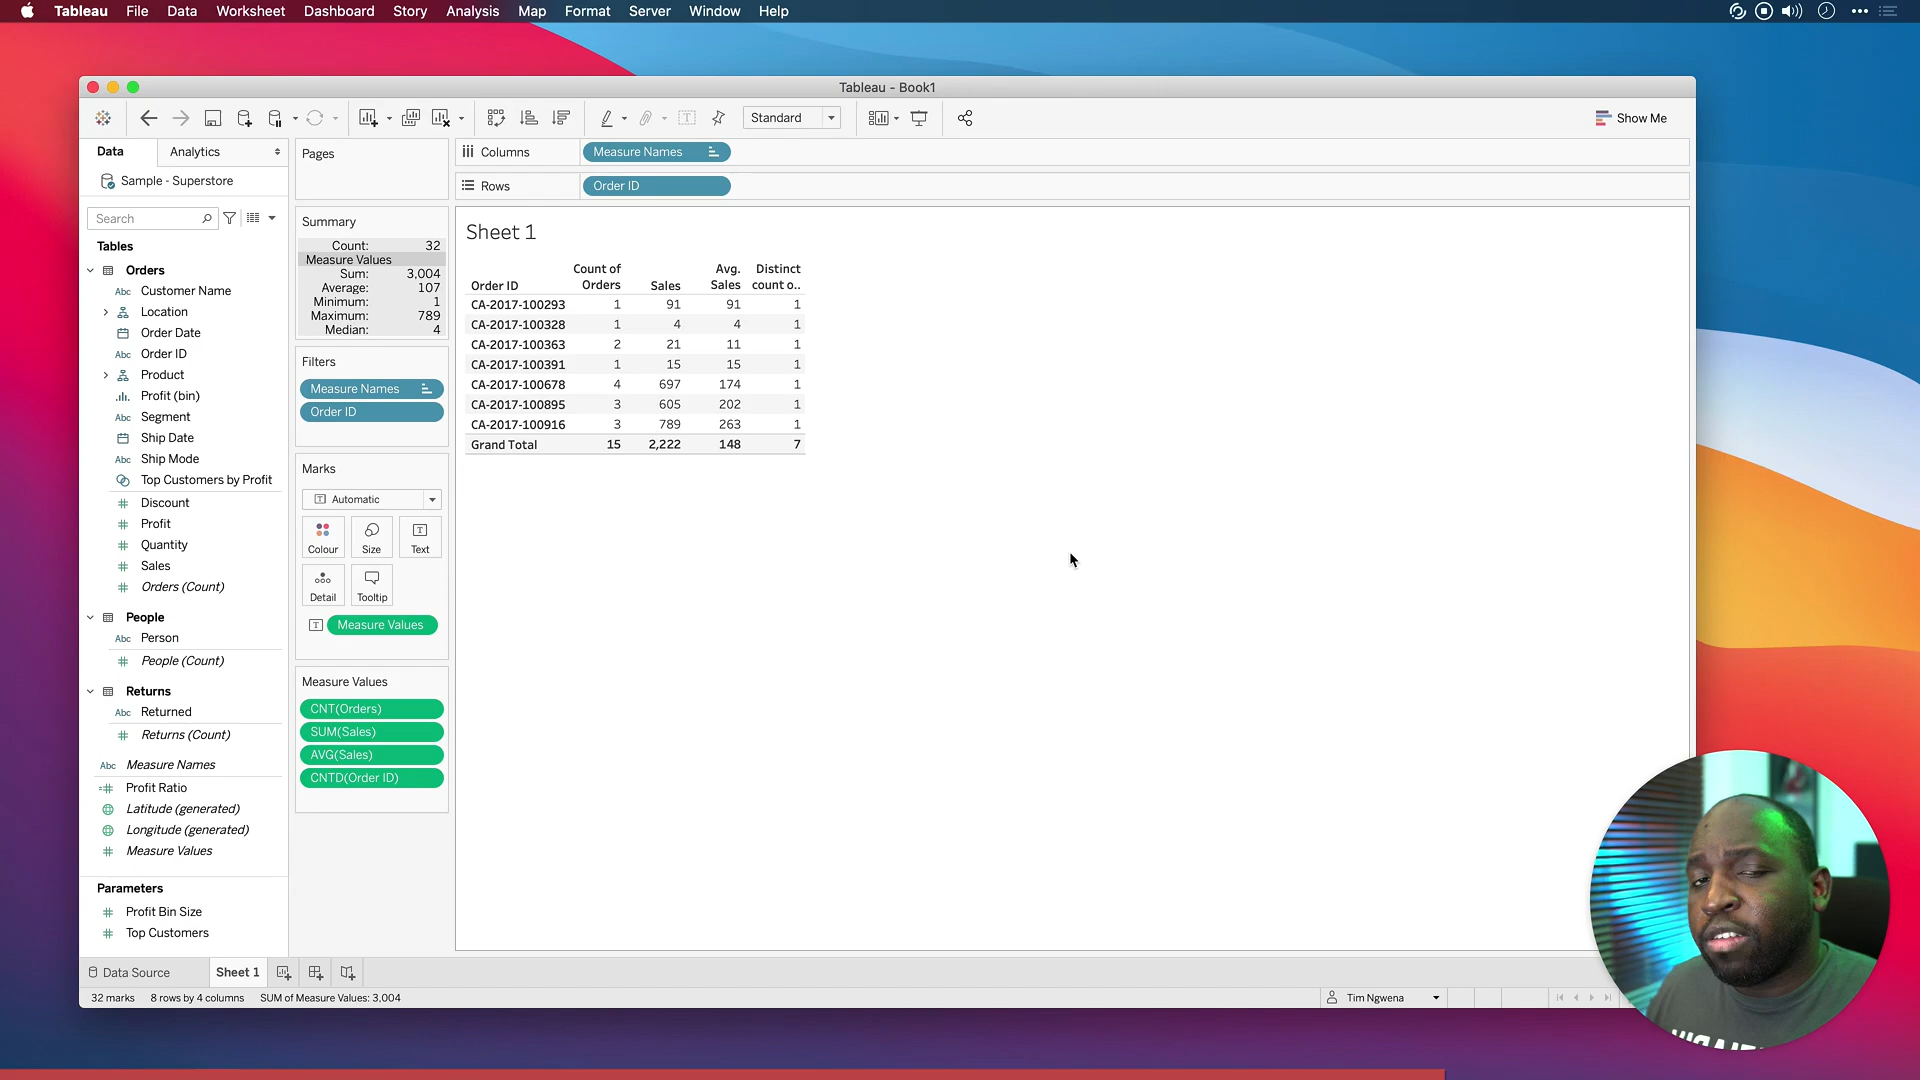 Tableau File Data Worksheet Dashboard Story Analysis Map Format Server Window Help
Tableau - Book1
Standard
Show Me
Data Analytics
Sample - Superstore
Search
Tables
Orders
Abc Customer Name
Location
Order Date
Abc Order ID
Product
Profit (bin)
Abc Segment
Ship Date
Abc Ship Mode
Top Customers by Profit
Discount
Profit
Quantity
Sales
Orders (Count)
People
Abc Person
People (Count)
Returns
Abc Returned
Returns (Count)
Abc Measure Names
Profit Ratio
Latitude (generated)
Longitude (generated)
Measure Values
Parameters
Profit Bin Size
Top Customers
Pages
Summary
Count: 32
Measure Values
Sum: 3,004
Average: 107
Minimum: 1
Maximum: 789
Median: 4
Filters
Measure Names
Order ID
Marks
T Automatic
Colour Size Text
Detail Tooltip
T Measure Values
Measure Values
CNT(Orders)
SUM(Sales)
AVG(Sales)
CNTD(Order ID)
Columns Measure Names
Rows Order ID
Sheet 1
Order ID Count of Orders Sales Avg. Sales Distinct count o..
CA-2017-100293 1 91 91 1
CA-2017-100328 1 4 4 1
CA-2017-100363 2 21 11 1
CA-2017-100391 1 15 15 1
CA-2017-100678 4 697 174 1
CA-2017-100895 3 605 202 1
CA-2017-100916 3 789 263 1
Grand Total 15 2,222 148 7
Data Source Sheet 1
32 marks 8 rows by 4 columns SUM of Measure Values: 3,004
Tim Ngwena